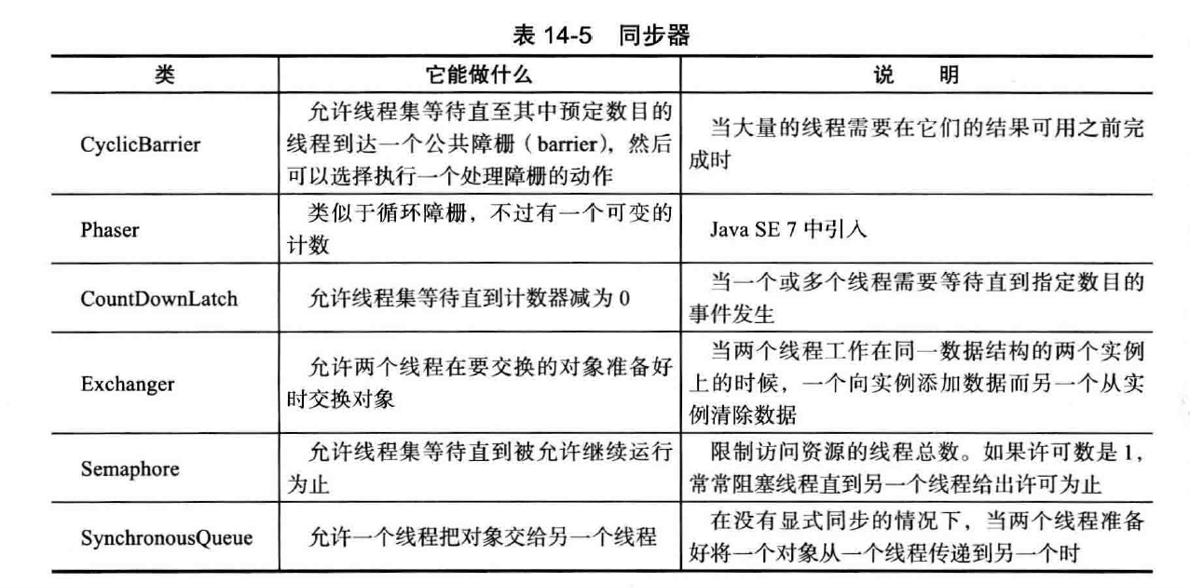 表 14-5 同步器
类 它能做什么 说 明
CyclicBarrier
允许线程集等待直至其中预定数目的
线程到达一个公共障栅（barrier），然后
可以选择执行一个处理障栅的动作
当大量的线程需要在它们的结果可用之前完
成时
Phaser
类似于循环障栅，不过有一个可变的
计数
Java SE 7 中引入
CountDownLatch
允许线程集等待直到计数器减为 0
当一个或多个线程需要等待直到指定数目的
事件发生
Exchanger
允许两个线程在要交换的对象准备好
时交换对象
当两个线程工作在同一数据结构的两个实例
上的时候，一个向实例添加数据而另一个从实
例清除数据
Semaphore
允许线程集等待直到被允许继续运行
为止
限制访问资源的线程总数。如果许可数是 1，
常常阻塞线程直到另一个线程给出许可为止
SynchronousQueue
允许一个线程把对象交给另一个线程
在没有显式同步的情况下，当两个线程准备
好将一个对象从一个线程传递到另一个时